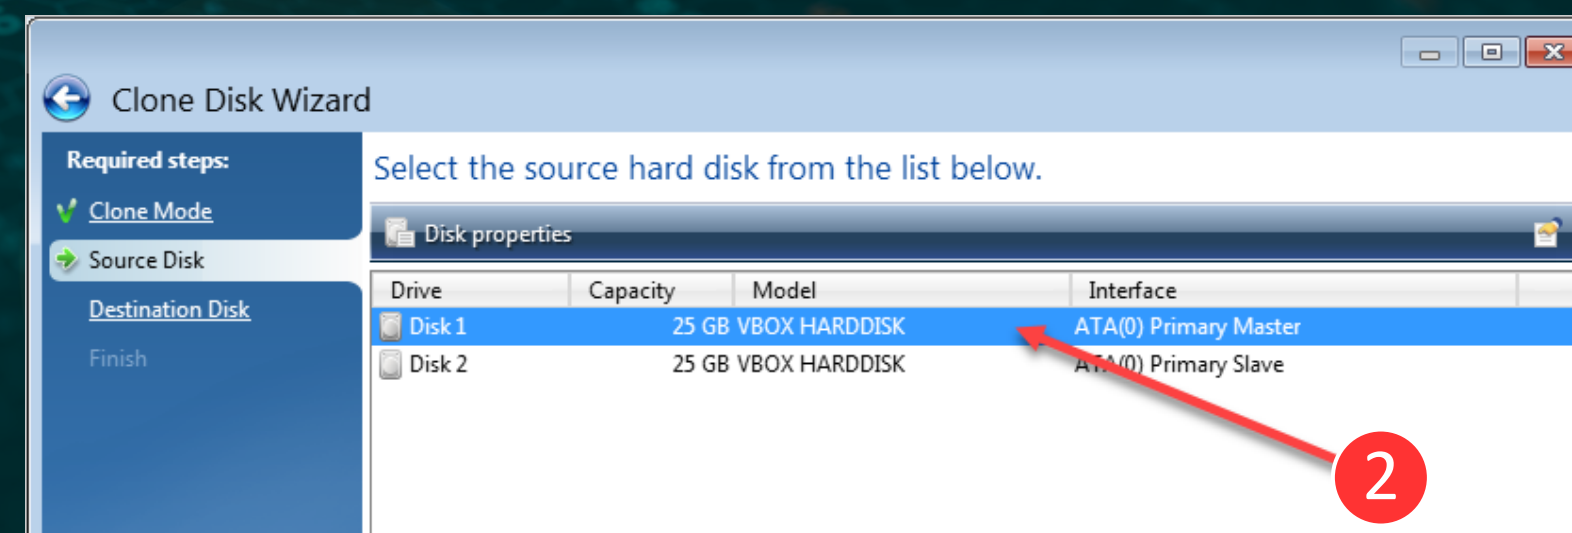 Clone Disk Wizard
Required steps:
Clone Mode
Source Disk
Destination Disk
Finish
Select the source hard disk from the list below.
Disk properties
Drive Capacity Model Interface
Disk 1 25 GB VBOX HARDDISK ATA(0) Primary Master
Disk 2 25 GB VBOX HARDDISK ATA(0) Primary Slave
2